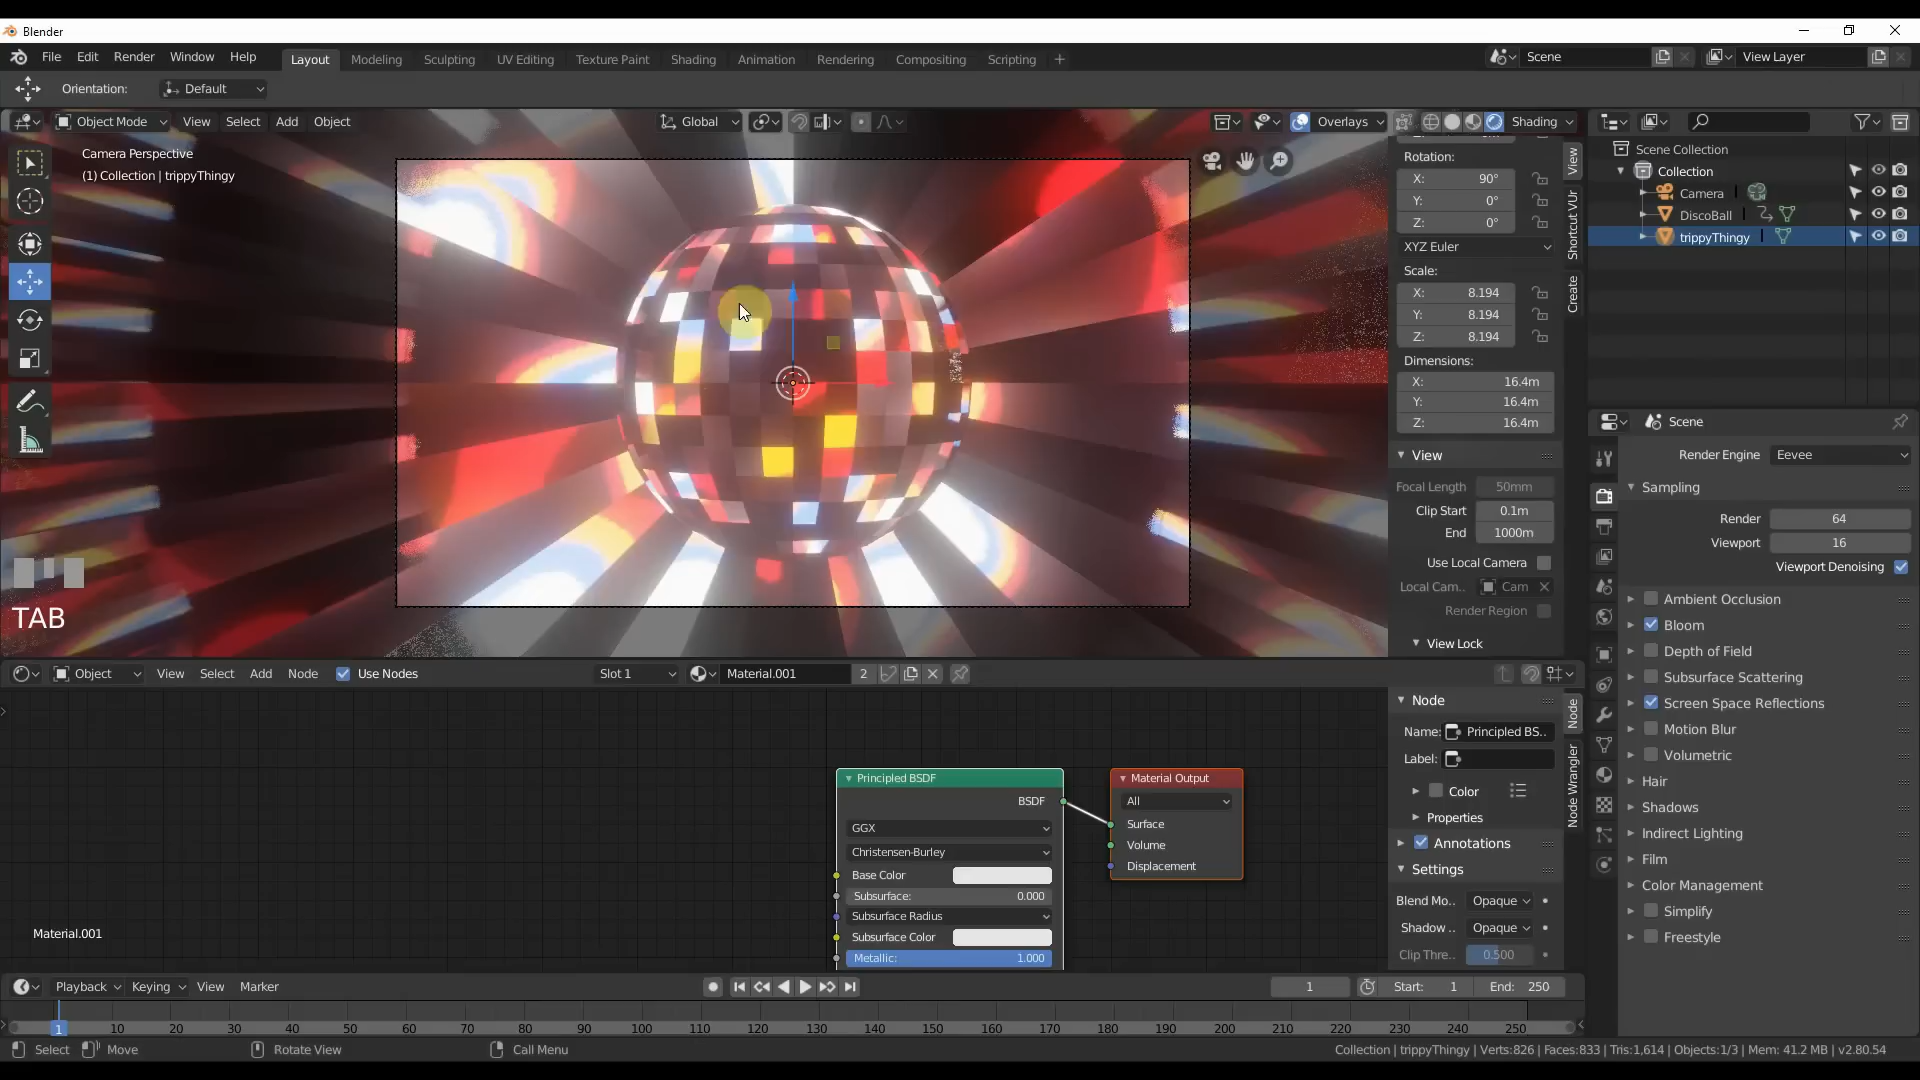 Blender
File Edit Render Window Help Layout Modeling Sculpting UV Editing Texture Paint Shading Animation Rendering Compositing Scripting + Scene View Layer
Orientation: Default
Object Mode View Select Add Object Global Overlays Shading
Camera Perspective
(1) Collection | trippyThingy
TAB
Rotation:
X: 90°
Y: 0°
Z: 0°
XYZ Euler
Scale:
X: 8.194
Y: 8.194
Z: 8.194
Dimensions:
X: 16.4m
Y: 16.4m
Z: 16.4m
View
Focal Length 50mm
Clip Start 0.1m
End 1000m
Use Local Camera
Local Cam.. Cam
Render Region
View Lock
View
Shortcut VUr
Create
Scene Collection
Collection
Camera
DiscoBall
trippyThingy
Scene
Render Engine Eevee
Sampling
Render 64
Viewport 16
Viewport Denoising
Ambient Occlusion
Bloom
Depth of Field
Subsurface Scattering
Screen Space Reflections
Motion Blur
Volumetric
Hair
Shadows
Indirect Lighting
Film
Color Management
Simplify
Freestyle
Object View Select Add Node Use Nodes Slot 1 Material.001 2
Principled BSDF
BSDF
GGX
Christensen-Burley
Base Color
Subsurface: 0.000
Subsurface Radius
Subsurface Color
Metallic: 1.000
Material Output
All
Surface
Volume
Displacement
Material.001
Node
Name: Principled BS..
Label:
Color
Properties
Annotations
Settings
Blend Mo.. Opaque
Shadow .. Opaque
Clip Thre.. 0.500
Node
Node Wrangler
Playback Keying View Marker 1 Start: 1 End: 250
1 10 20 30 40 50 60 70 80 90 100 110 120 130 140 150 160 170 180 190 200 210 220 230 240 250
Select Move Rotate View Call Menu Collection | trippyThingy | Verts:826 | Faces:833 | Tris:1,614 | Objects:1/3 | Mem: 41.2 MB | v2.80.54